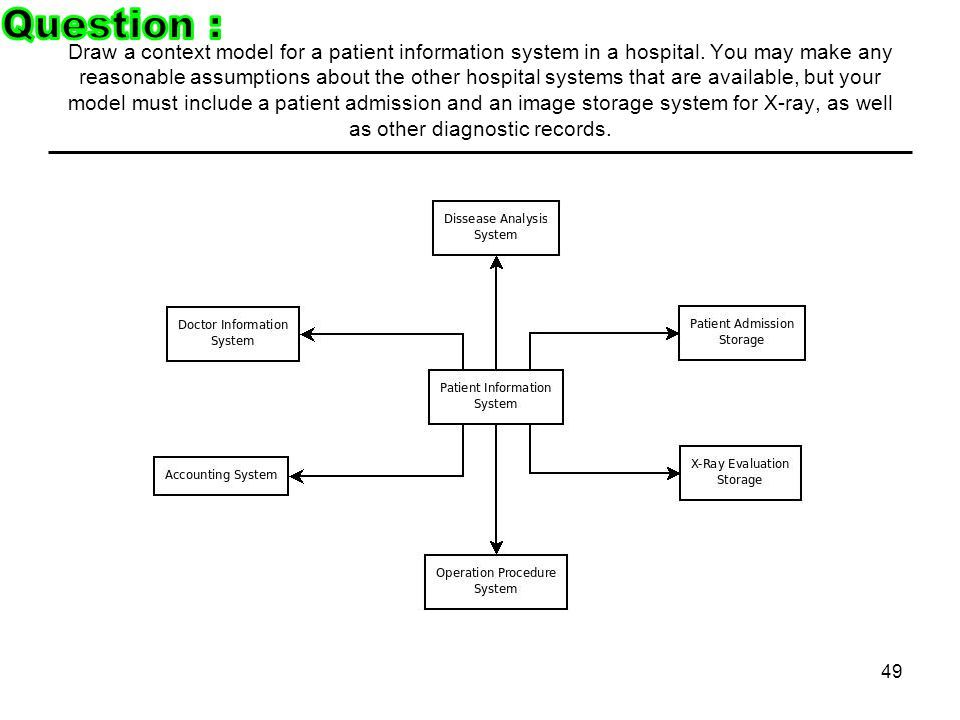 Question :
Draw a context model for a patient information system in a hospital. You may make any
reasonable assumptions about the other hospital systems that are available, but your
model must include a patient admission and an image storage system for X-ray, as well
as other diagnostic records.
Dissease Analysis
System
Doctor Information
System
Patient Admission
Storage
Patient Information
System
Accounting System
X-Ray Evaluation
Storage
Operation Procedure
System
49